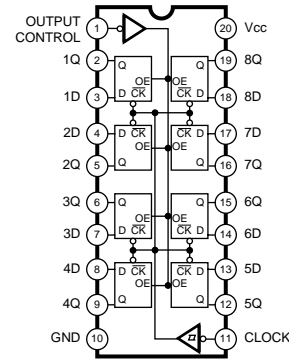 OUTPUT CONTROL 1 20 Vcc
1Q 2 Q Q 19 8Q
OE OE
1D 3 D CK CK D 18 8D
2D 4 D CK CK D 17 7D
OE OE
2Q 5 Q Q 16 7Q
3Q 6 Q Q 15 6Q
OE OE
3D 7 D CK CK D 14 6D
4D 8 D CK CK D 13 5D
OE OE
4Q 9 Q Q 12 5Q
GND 10 11 CLOCK